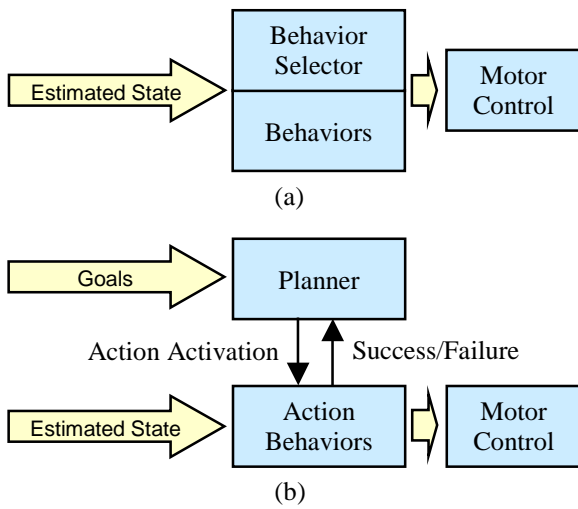 Behavior
Selector
Estimated State
Behaviors
Motor
Control
(a)
Goals
Planner
Action Activation
Success/Failure
Estimated State
Action
Behaviors
Motor
Control
(b)